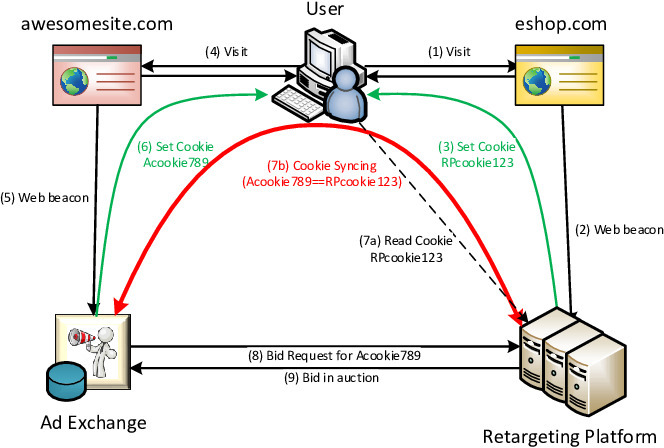 User
awesomesite.com
eshop.com
(4) Visit
(1) Visit
(6) Set Cookie
Acookie789
(3) Set Cookie
RPcookie123
(7b) Cookie Syncing
(Acookie789==RPcookie123)
(5) Web beacon
(2) Web beacon
(7a) Read Cookie
RPcookie123
(8) Bid Request for Acookie789
(9) Bid in auction
Ad Exchange
Retargeting Platform